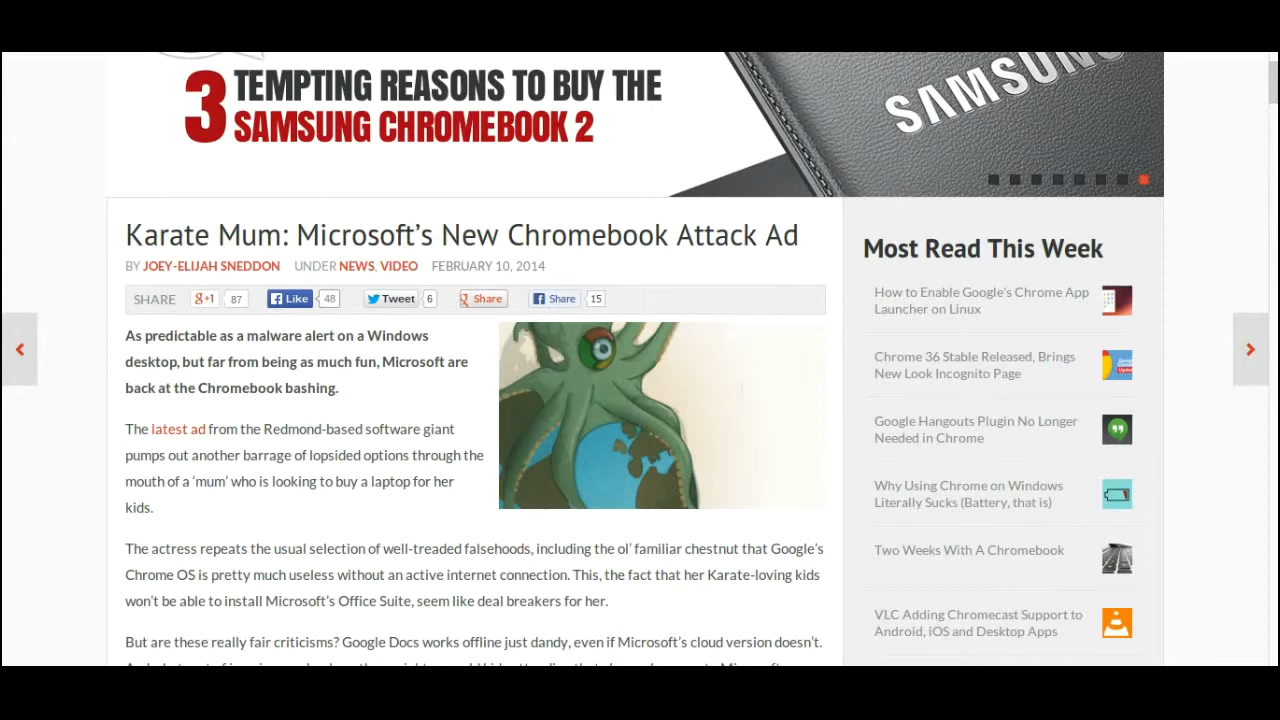 3 TEMPTING REASONS TO BUY THE
SAMSUNG CHROMEBOOK 2
SAMSUNG
Karate Mum: Microsoft’s New Chromebook Attack Ad
BY JOEY-ELIJAH SNEDDON UNDER NEWS, VIDEO FEBRUARY 10, 2014
SHARE g+1 87 Like 48 Tweet 6 Share Share 15
As predictable as a malware alert on a Windows
desktop, but far from being as much fun, Microsoft are
back at the Chromebook bashing.
The latest ad from the Redmond-based software giant
pumps out another barrage of lopsided options through the
mouth of a ‘mum’ who is looking to buy a laptop for her
kids.
The actress repeats the usual selection of well-treaded falsehoods, including the ol’ familiar chestnut that Google’s
Chrome OS is pretty much useless without an active internet connection. This, the fact that her Karate-loving kids
won’t be able to install Microsoft’s Office Suite, seem like deal breakers for her.
But are these really fair criticisms? Google Docs works offline just dandy, even if Microsoft’s cloud version doesn’t.
Most Read This Week
How to Enable Google’s Chrome App
Launcher on Linux
Chrome 36 Stable Released, Brings
New Look Incognito Page
Google Hangouts Plugin No Longer
Needed in Chrome
Why Using Chrome on Windows
Literally Sucks (Battery, that is)
Two Weeks With A Chromebook
VLC Adding Chromecast Support to
Android, iOS and Desktop Apps